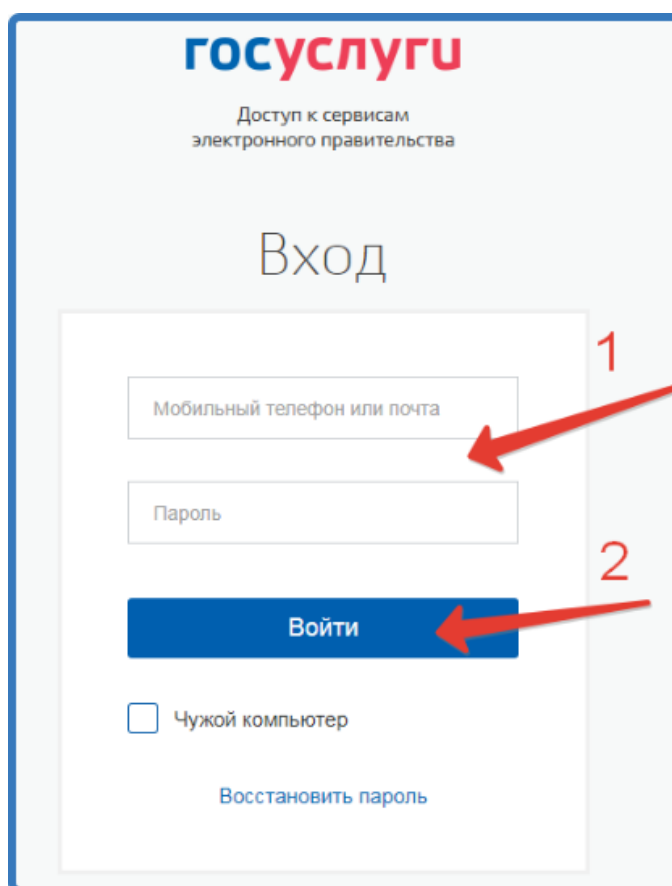 госуслуги
Доступ к сервисам
электронного правительства
Вход
1
Мобильный телефон или почта
Пароль
2
Войти
Чужой компьютер
Восстановить пароль